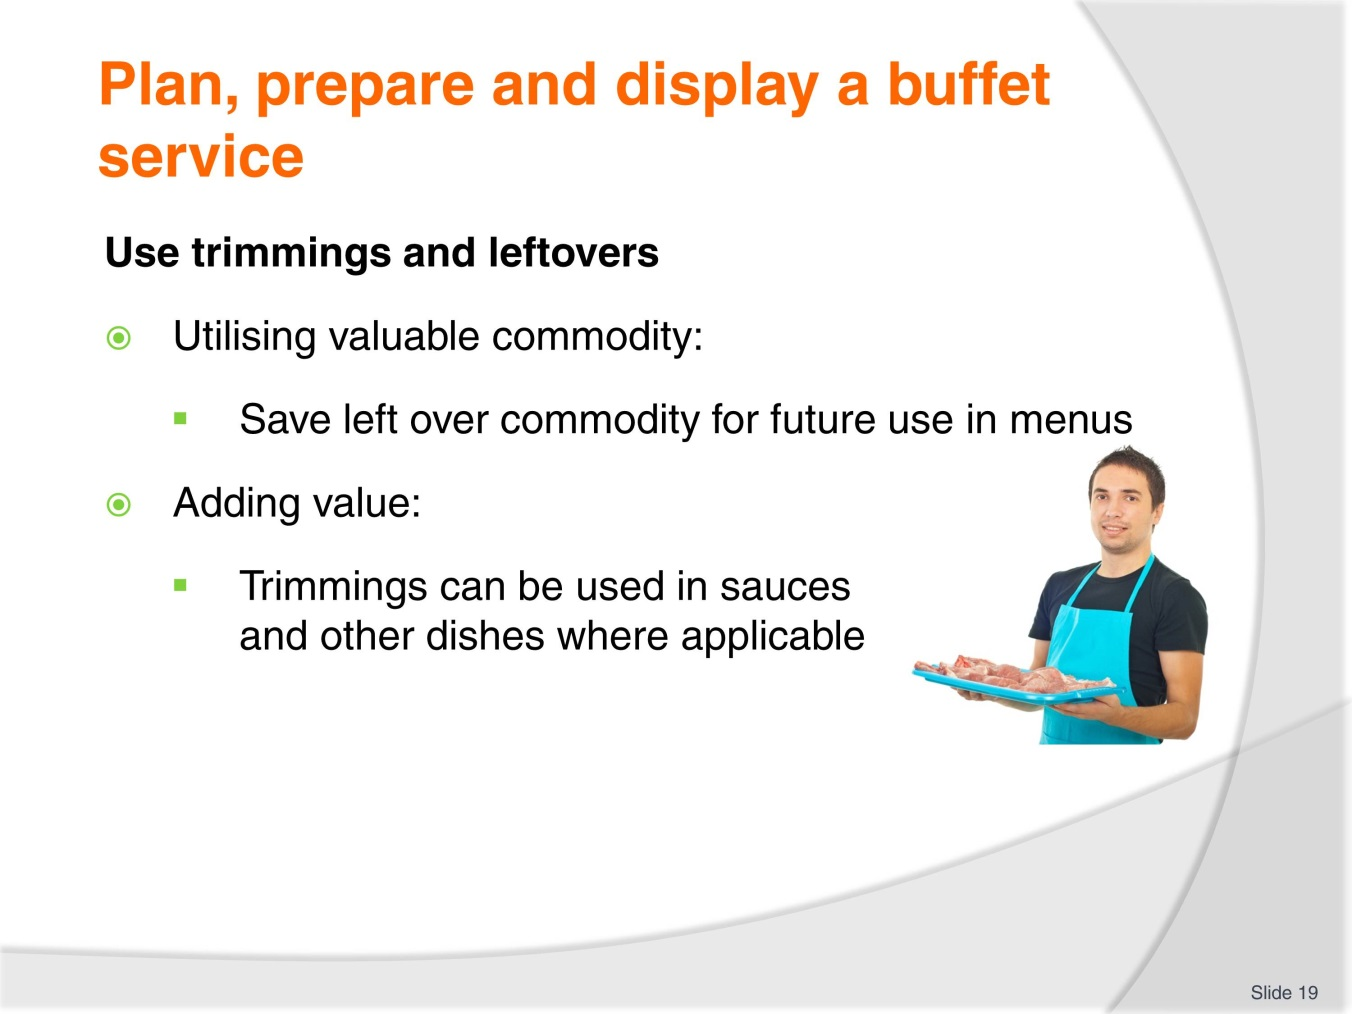 Plan, prepare and display a buffet
service
Use trimmings and leftovers
Utilising valuable commodity:
Save left over commodity for future use in menus
Adding value:
Trimmings can be used in sauces
and other dishes where applicable
Slide 19